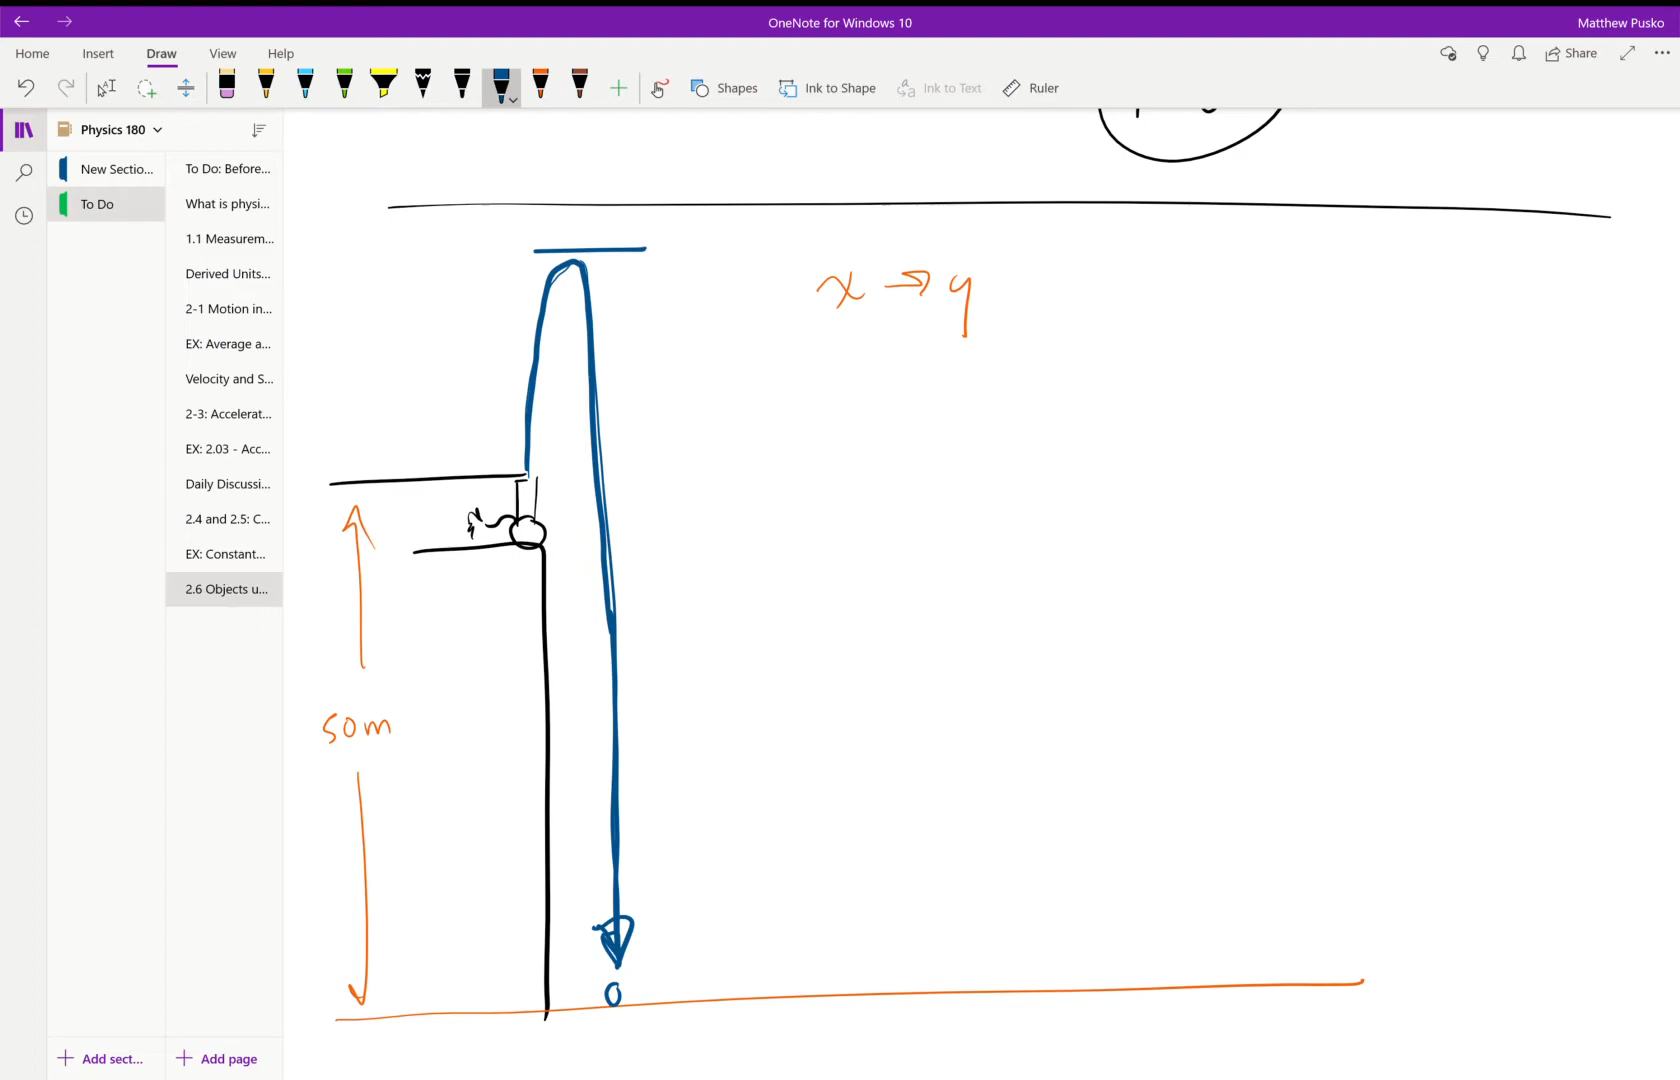 OneNote for Windows 10
Matthew Pusko
Home Insert Draw View Help
Share
Shapes
Ink to Shape
Ink to Text
Ruler
Physics 180
New Sectio...
To Do
To Do: Before...
What is physi...
1.1 Measurem...
Derived Units...
2-1 Motion in...
EX: Average a...
Velocity and S...
2-3: Accelerat...
EX: 2.03 - Acc...
Daily Discussi...
2.4 and 2.5: C...
EX: Constant...
2.6 Objects u...
x → y
50m
Add sect...
Add page